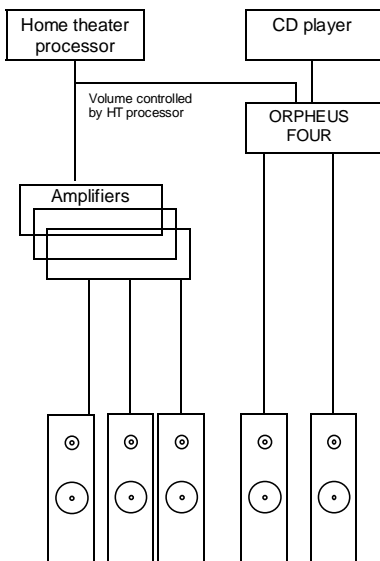 Home theater
processor
CD player
Volume controlled
by HT processor
ORPHEUS
FOUR
Amplifiers